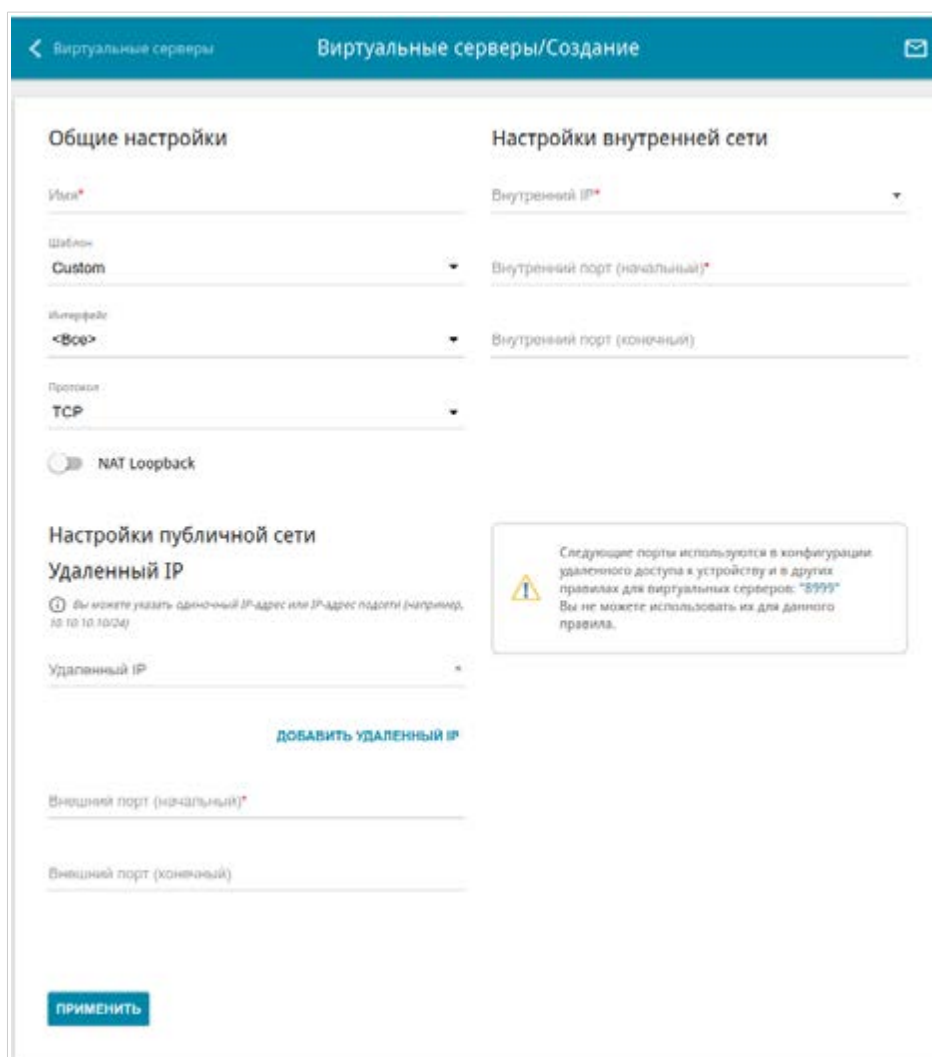 Виртуальные серверы
Виртуальные серверы/Создание
Общие настройки
Имя*
Шаблон
Custom
Интерфейс
<Все>
Протокол
TCP
NAT Loopback
Настройки внутренней сети
Внутренний IP*
Внутренний порт (начальный)*
Внутренний порт (конечный)
Настройки публичной сети
Удаленный IP
Вы можете указать одиночный IP-адрес или IP-адрес подсети (например,
10.10.10.10/24)
Удаленный IP
ДОБАВИТЬ УДАЛЕННЫЙ IP
Внешний порт (начальный)*
Внешний порт (конечный)
Следующие порты используются в конфигурации
удаленного доступа к устройству и в других
правилах для виртуальных серверов: "8999"
Вы не можете использовать их для данного
правила.
ПРИМЕНИТЬ